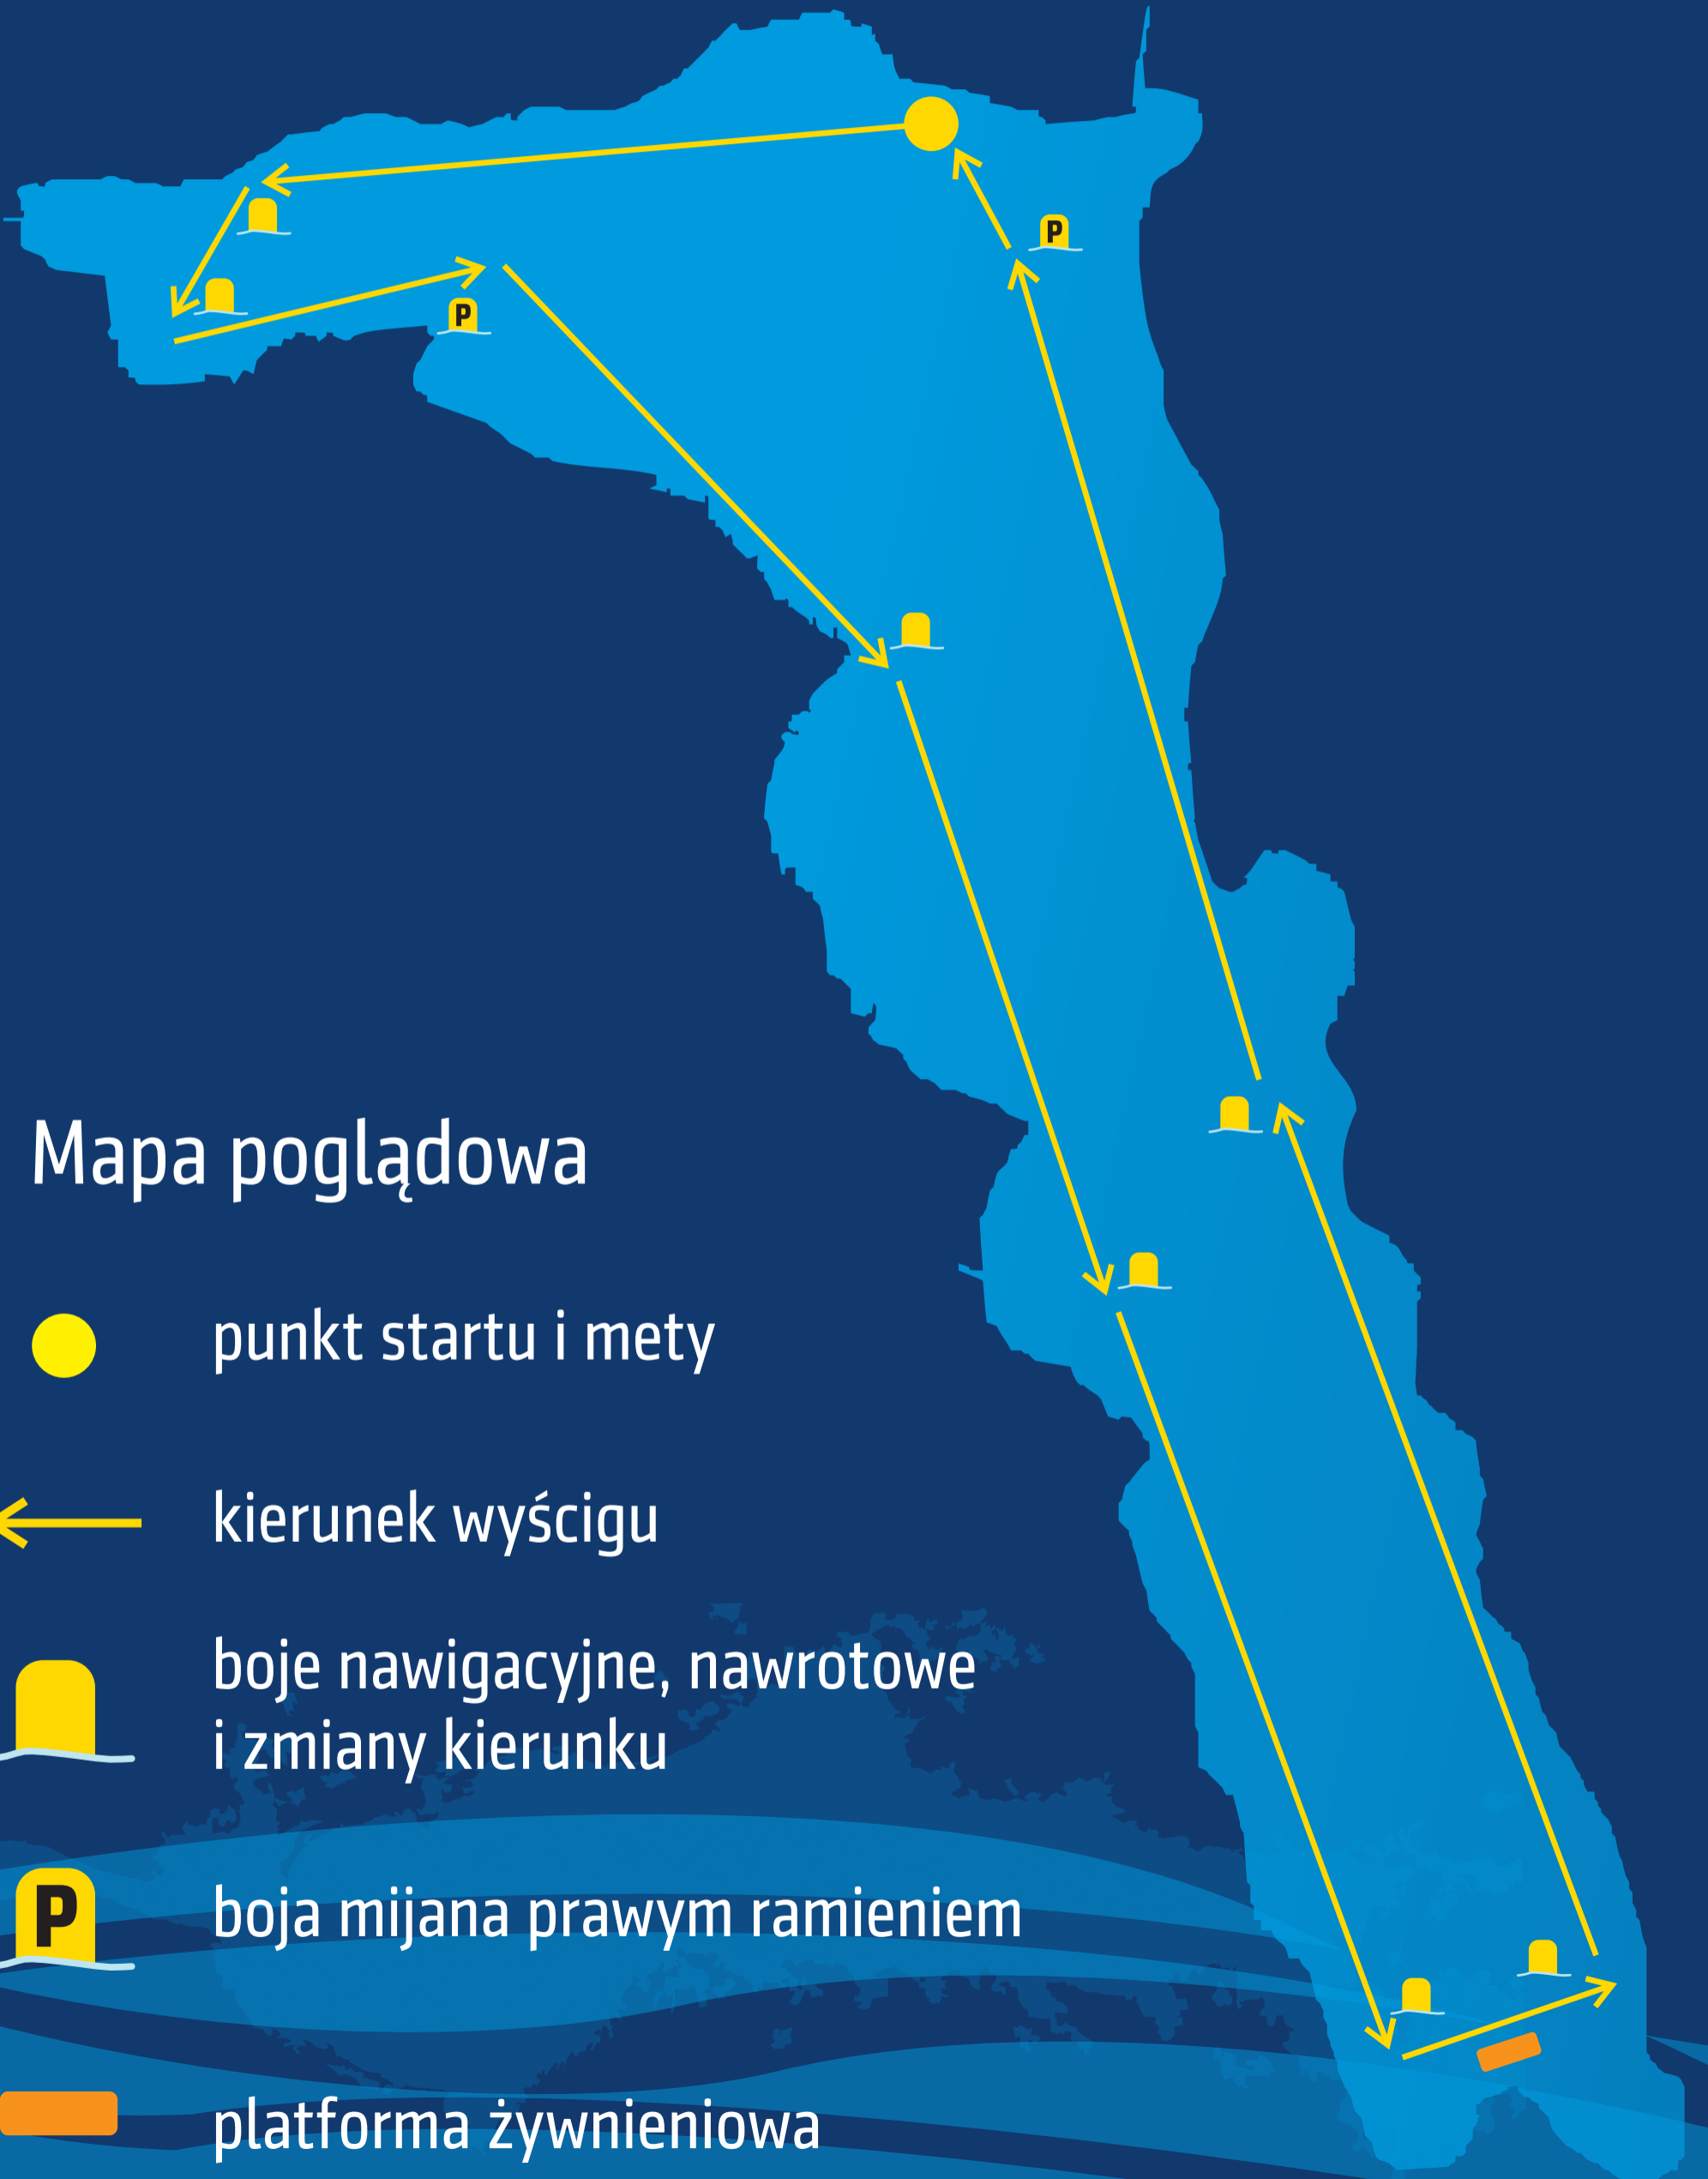 P
P
Mapa poglądowa
punkt startu i mety
kierunek wyścigu
boje nawigacyjne, nawrotowe
i zmiany kierunku
P
boja mijana prawym ramieniem
platforma żywnieniowa